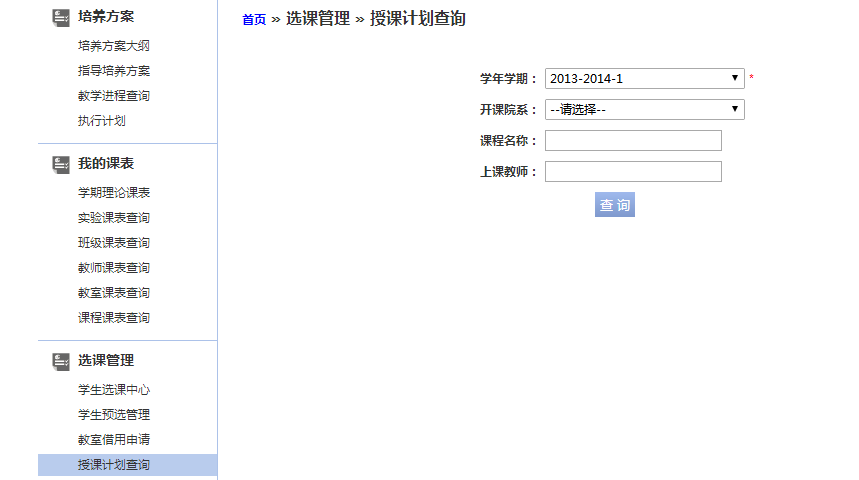 培养方案
培养方案大纲
指导培养方案
教学进程查询
执行计划
我的课表
学期理论课表
实验课表查询
班级课表查询
教师课表查询
教室课表查询
课程课表查询
选课管理
学生选课中心
学生预选管理
教室借用申请
授课计划查询
首页 » 选课管理 » 授课计划查询
学年学期： 2013-2014-1 *
开课院系： --请选择--
课程名称：
上课教师：
查 询